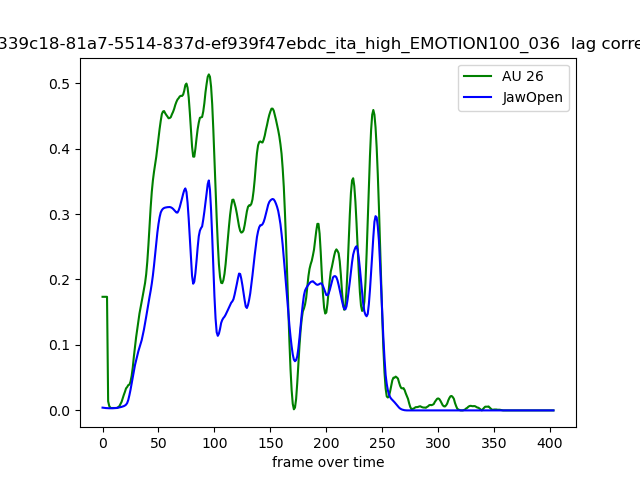 339c18-81a7-5514-837d-ef939f47ebdc_ita_high_EMOTION100_036 lag corre
AU 26
JawOpen
0.5
0.4
0.3
0.2
0.1
0.0
0 50 100 150 200 250 300 350 400
frame over time